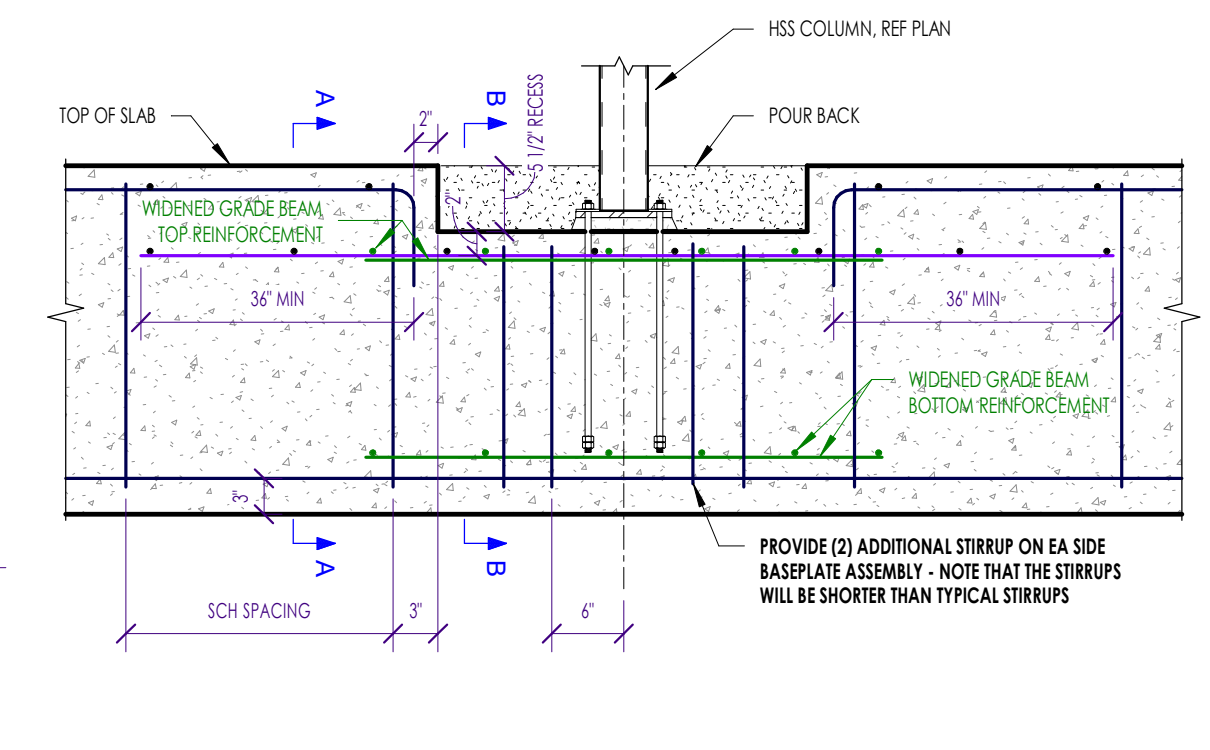 HSS COLUMN, REF PLAN
A
B
5 1/2" RECESS
TOP OF SLAB
2"
POUR BACK
2"
WIDENED GRADE BEAM
TOP REINFORCEMENT
36" MIN
36" MIN
WIDENED GRADE BEAM
BOTTOM REINFORCEMENT
3"
A
B
PROVIDE (2) ADDITIONAL STIRRUP ON EA SIDE
BASEPLATE ASSEMBLY - NOTE THAT THE STIRRUPS
WILL BE SHORTER THAN TYPICAL STIRRUPS
SCH SPACING
3"
6"